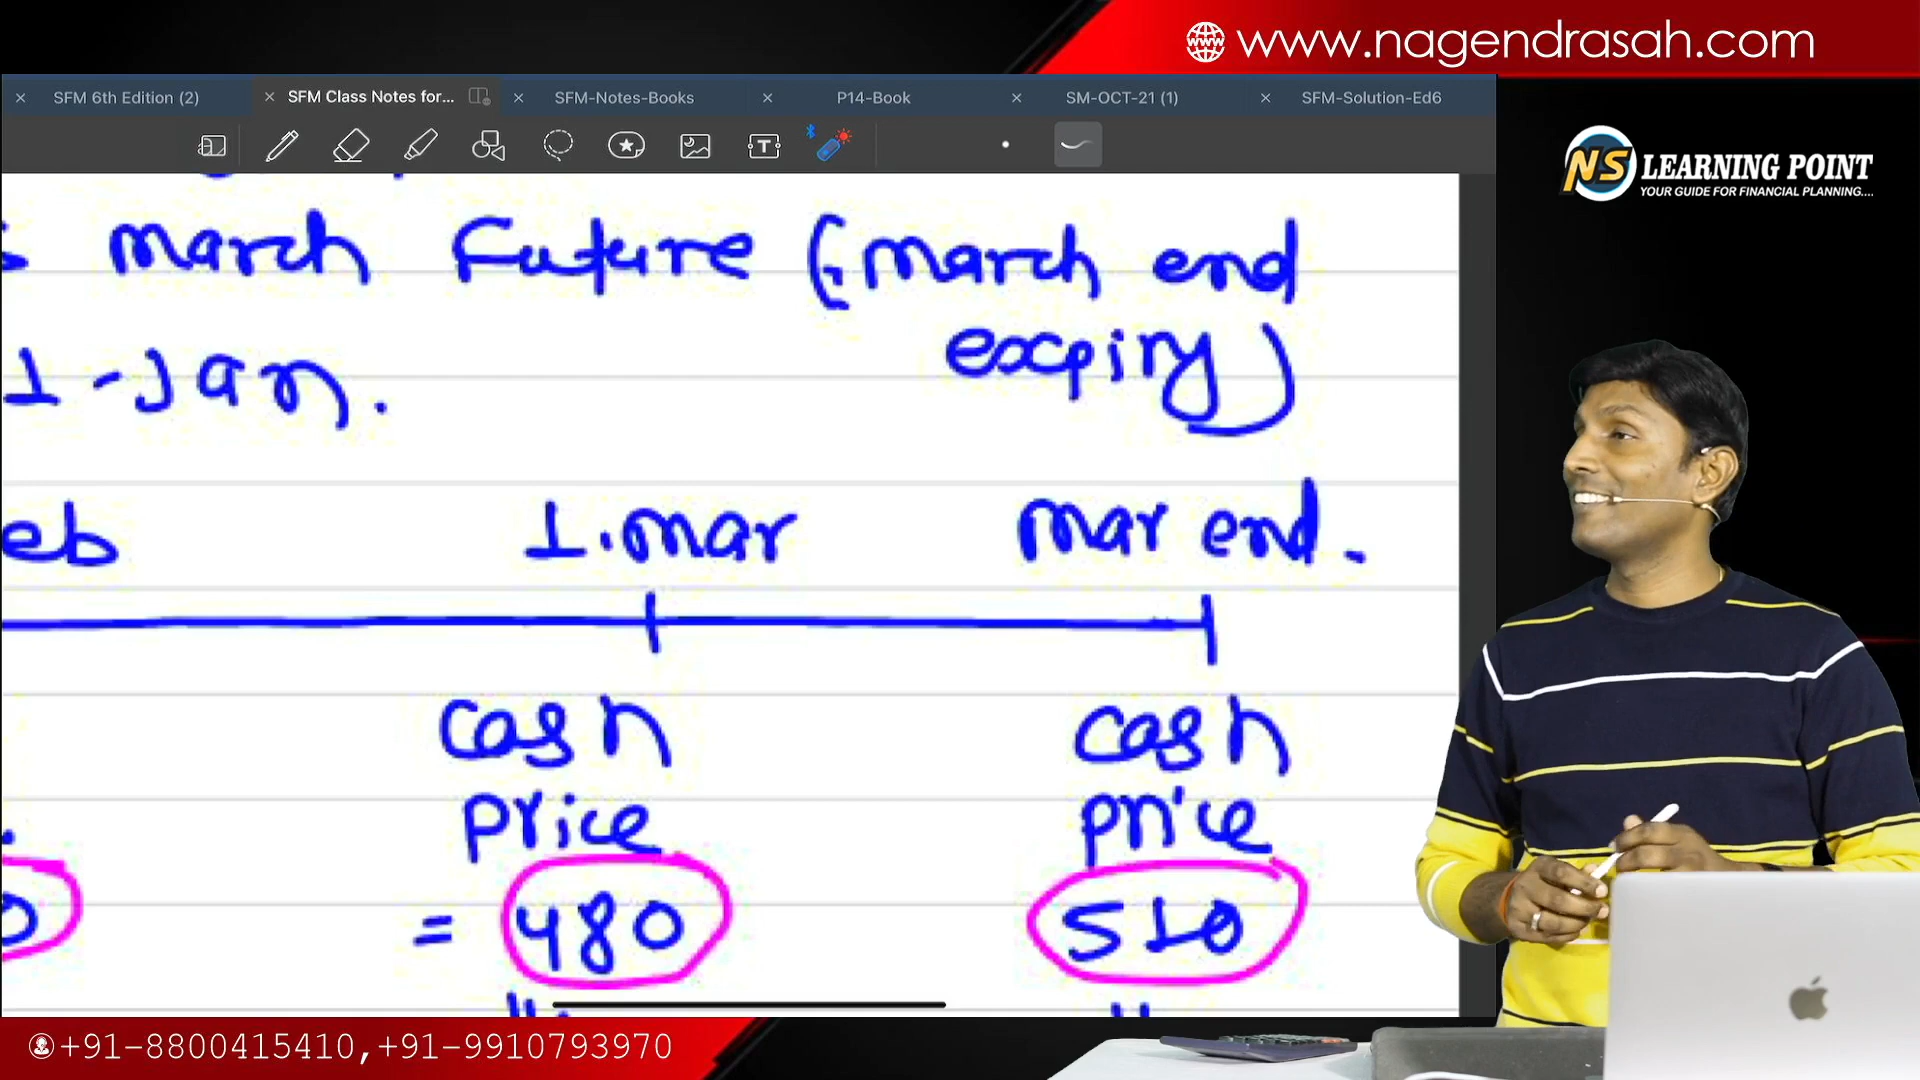 www.nagendrasah.com
SFM 6th Edition (2)
SFM Class Notes for...
SFM-Notes-Books
P14-Book
SM-OCT-21 (1)
SFM-Solution-Ed6
T
NS LEARNING POINT
YOUR GUIDE FOR FINANCIAL PLANNING....
march Future (: march end
expiry)
1-Jan.
eb 1.mar mar end.
cash cash
price price
= 480 510
+91-8800415410,+91-9910793970